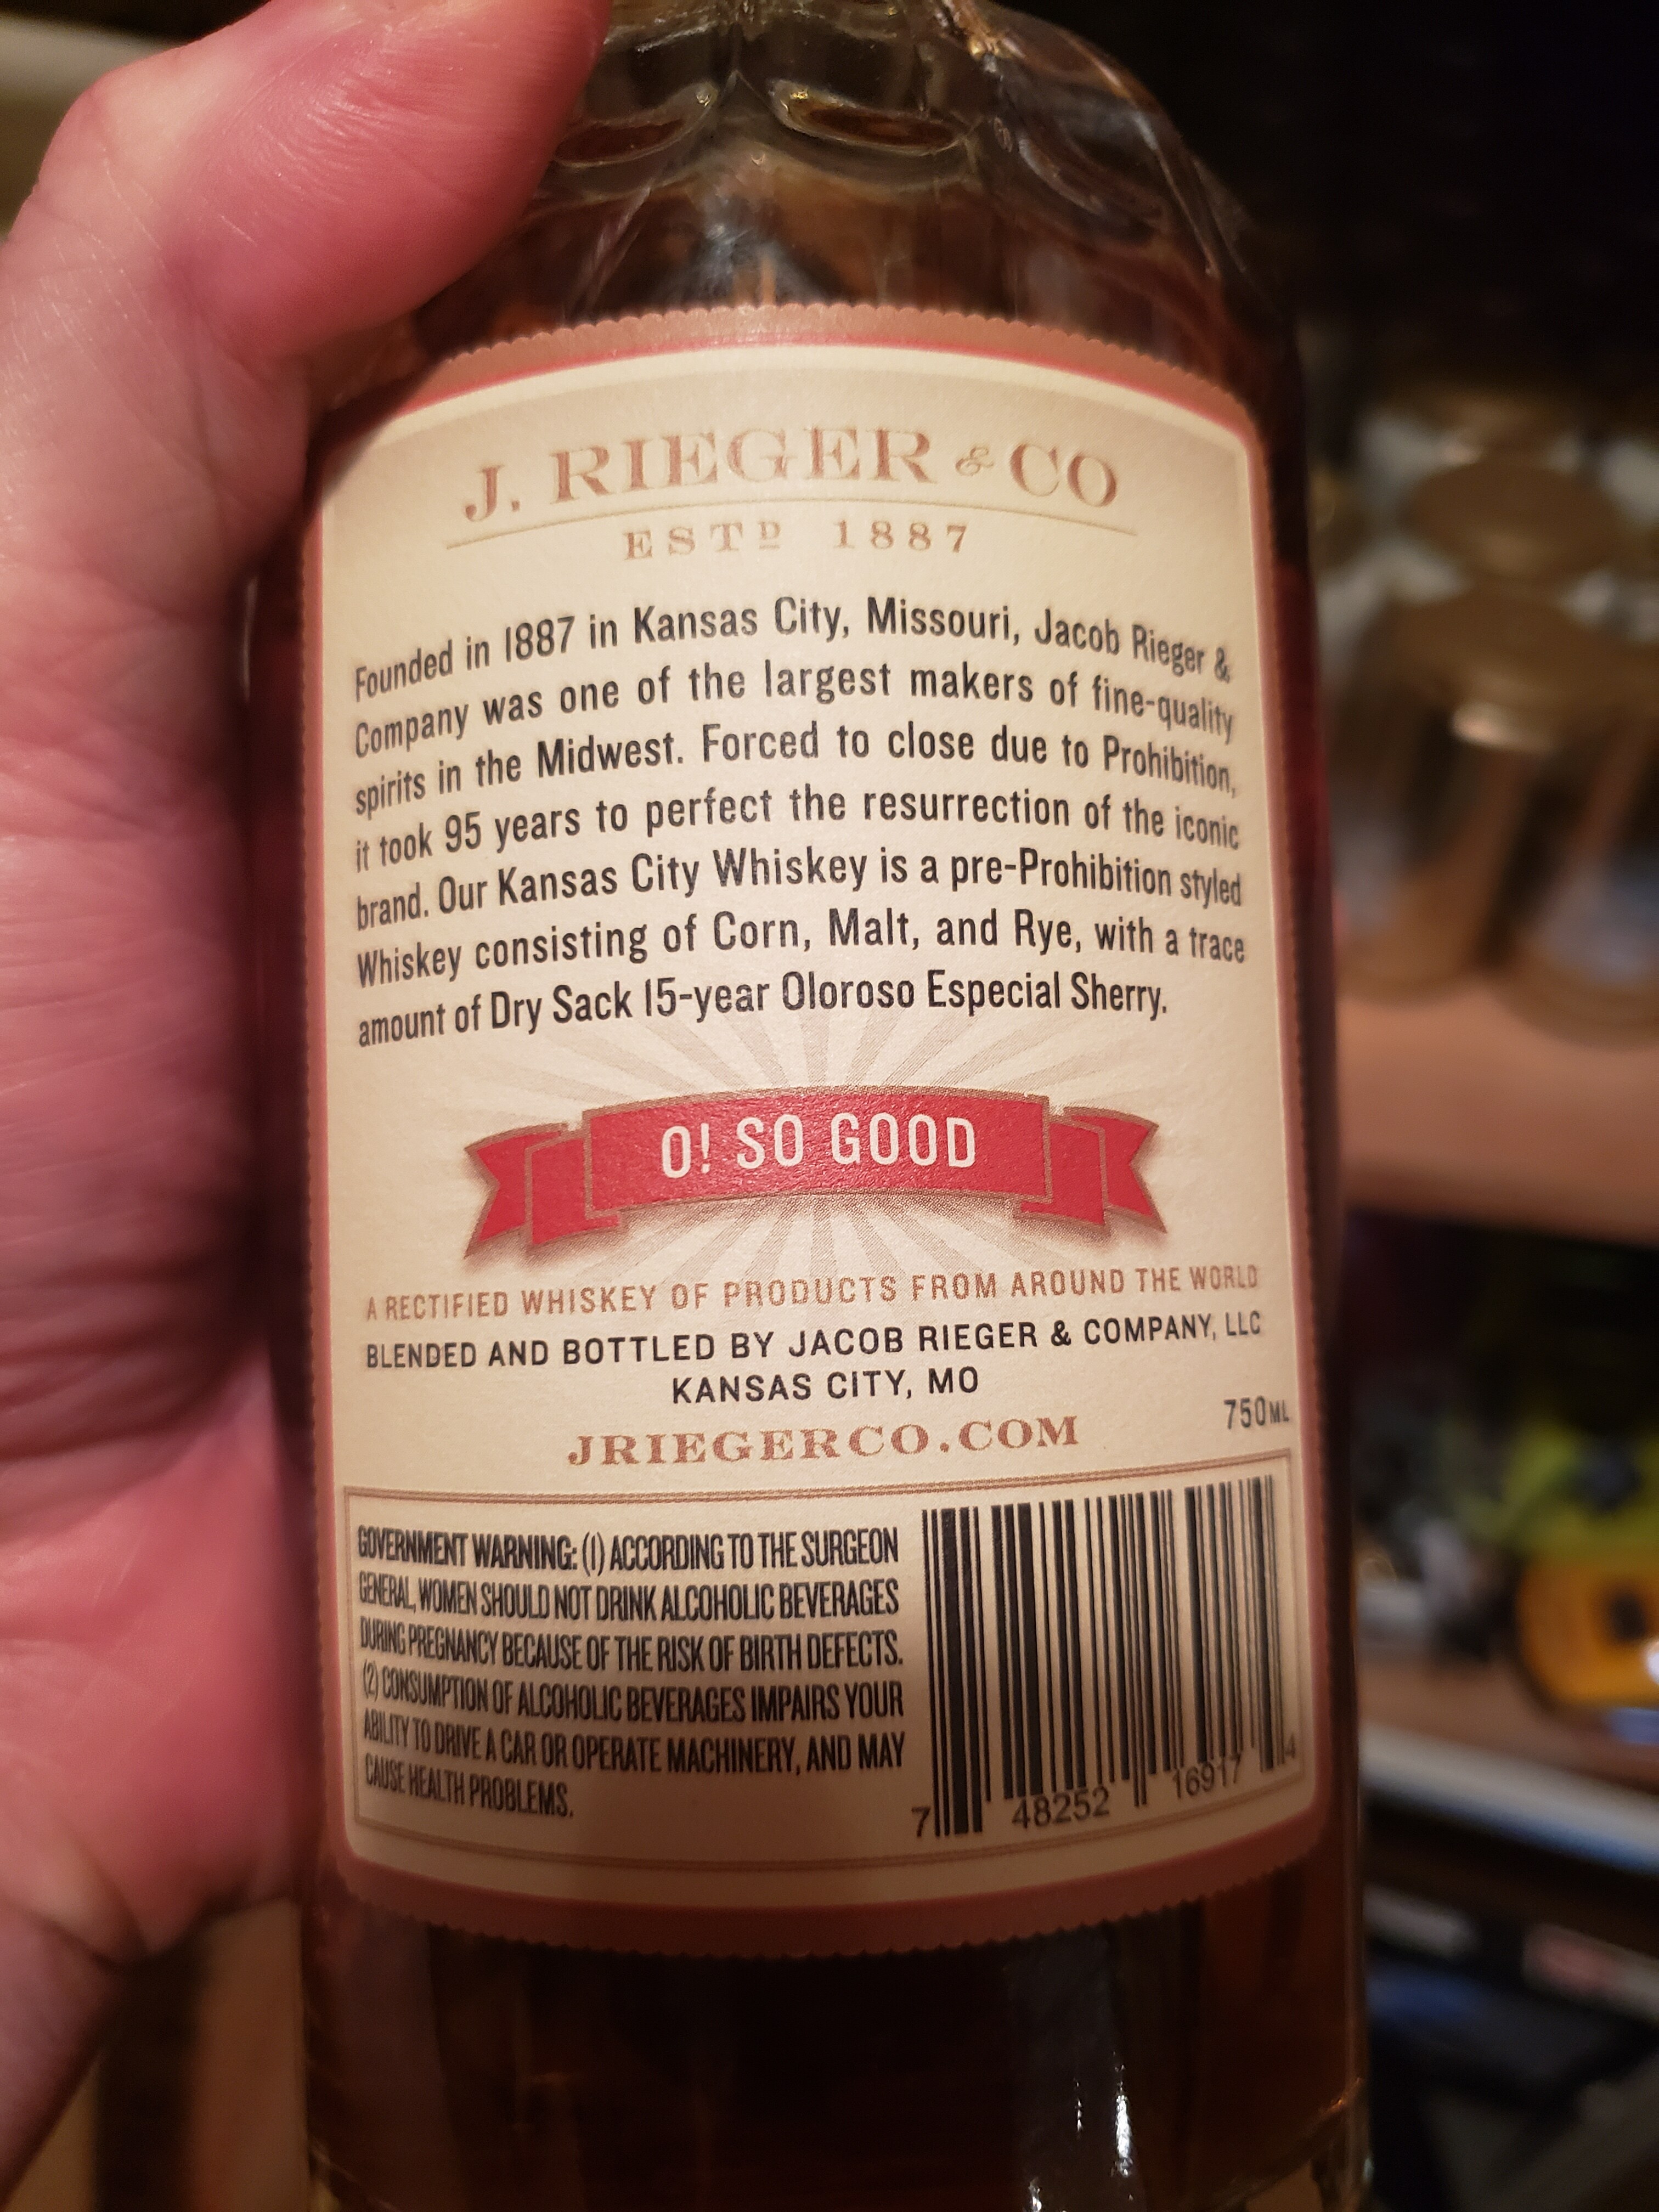 J. RIEGER & CO
ESTD 1887
Founded in 1887 in Kansas City, Missouri, Jacob Rieger &
Company was one of the largest makers of fine-quality
spirits in the Midwest. Forced to close due to Prohibition,
it took 95 years to perfect the resurrection of the iconic
brand. Our Kansas City Whiskey is a pre-Prohibition styled
Whiskey consisting of Corn, Malt, and Rye, with a trace
amount of Dry Sack 15-year Oloroso Especial Sherry.
O! SO GOOD
A RECTIFIED WHISKEY OF PRODUCTS FROM AROUND THE WORLD
BLENDED AND BOTTLED BY JACOB RIEGER & COMPANY, LLC
KANSAS CITY, MO
750ML
JRIEGERCO.COM
GOVERNMENT WARNING: (1) ACCORDING TO THE SURGEON
GENERAL, WOMEN SHOULD NOT DRINK ALCOHOLIC BEVERAGES
DURING PREGNANCY BECAUSE OF THE RISK OF BIRTH DEFECTS.
(2) CONSUMPTION OF ALCOHOLIC BEVERAGES IMPAIRS YOUR
ABILITY TO DRIVE A CAR OR OPERATE MACHINERY, AND MAY
CAUSE HEALTH PROBLEMS.
7 48252 16917 4